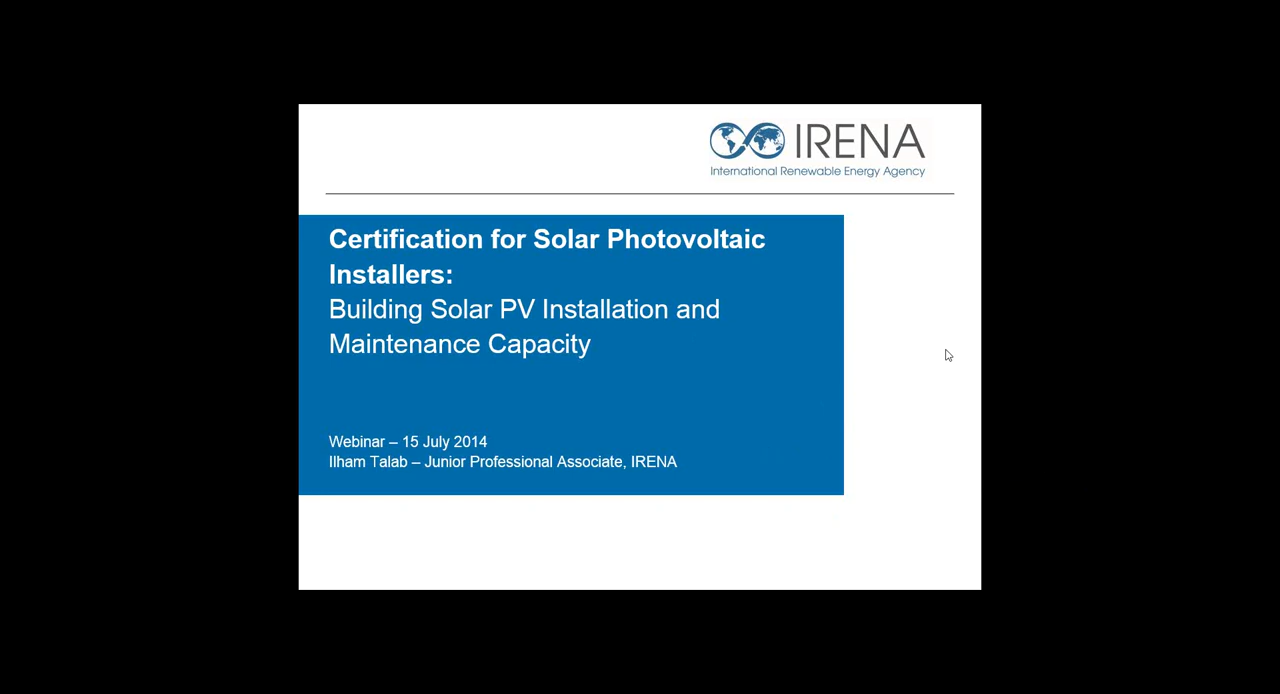 IRENA
International Renewable Energy Agency
Certification for Solar Photovoltaic
Installers:
Building Solar PV Installation and
Maintenance Capacity
Webinar – 15 July 2014
Ilham Talab – Junior Professional Associate, IRENA